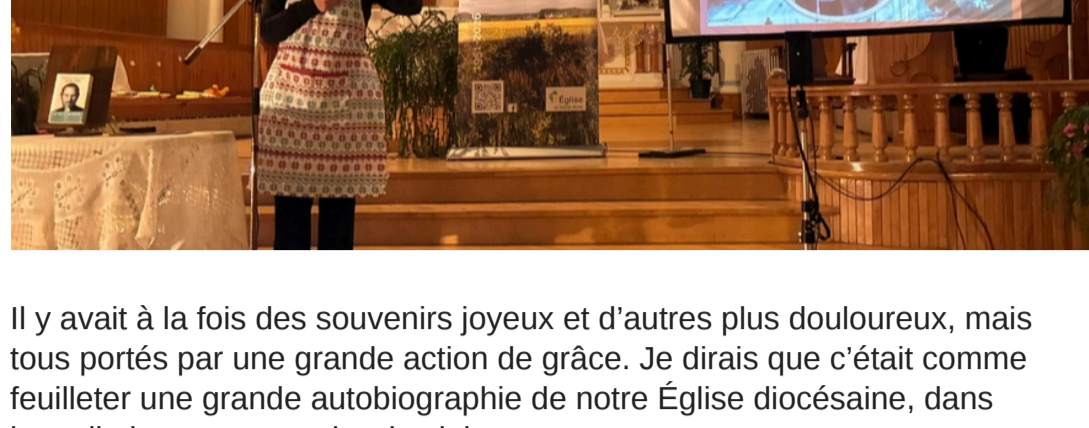 Église
Il y avait à la fois des souvenirs joyeux et d’autres plus douloureux, mais
tous portés par une grande action de grâce. Je dirais que c’était comme
feuilleter une grande autobiographie de notre Église diocésaine, dans